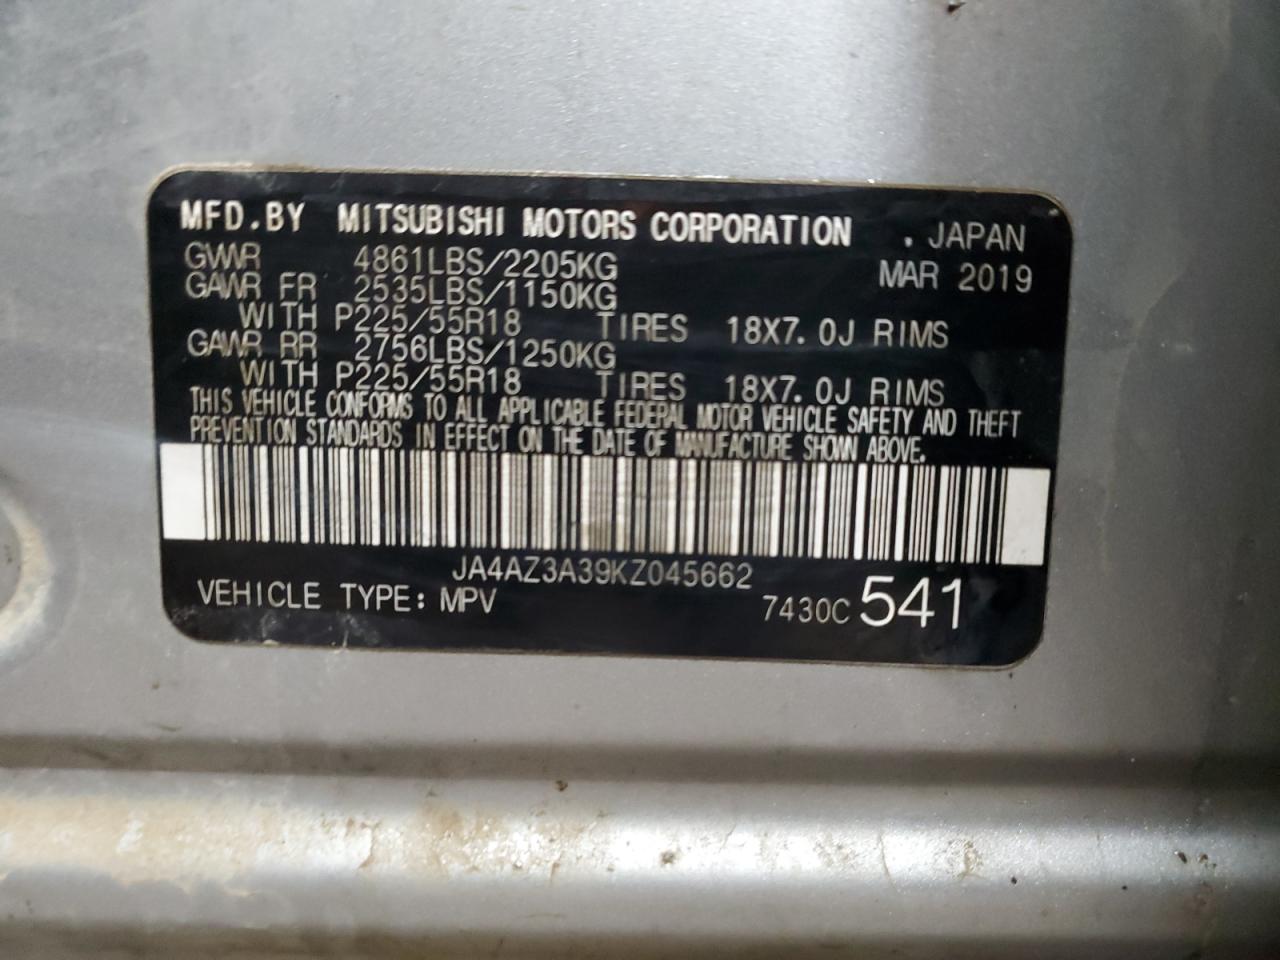 MFD.BY MITSUBISHI MOTORS CORPORATION . JAPAN
GVWR 4861LBS/2205KG MAR 2019
GAWR FR 2535LBS/1150KG
WITH P225/55R18 TIRES 18X7.0J RIMS
GAWR RR 2756LBS/1250KG
WITH P225/55R18 TIRES 18X7.0J RIMS
THIS VEHICLE CONFORMS TO ALL APPLICABLE FEDERAL MOTOR VEHICLE SAFETY AND THEFT
PREVENTION STANDARDS IN EFFECT ON THE DATE OF MANUFACTURE SHOWN ABOVE.
JA4AZ3A39KZ045662
VEHICLE TYPE: MPV 7430C 541